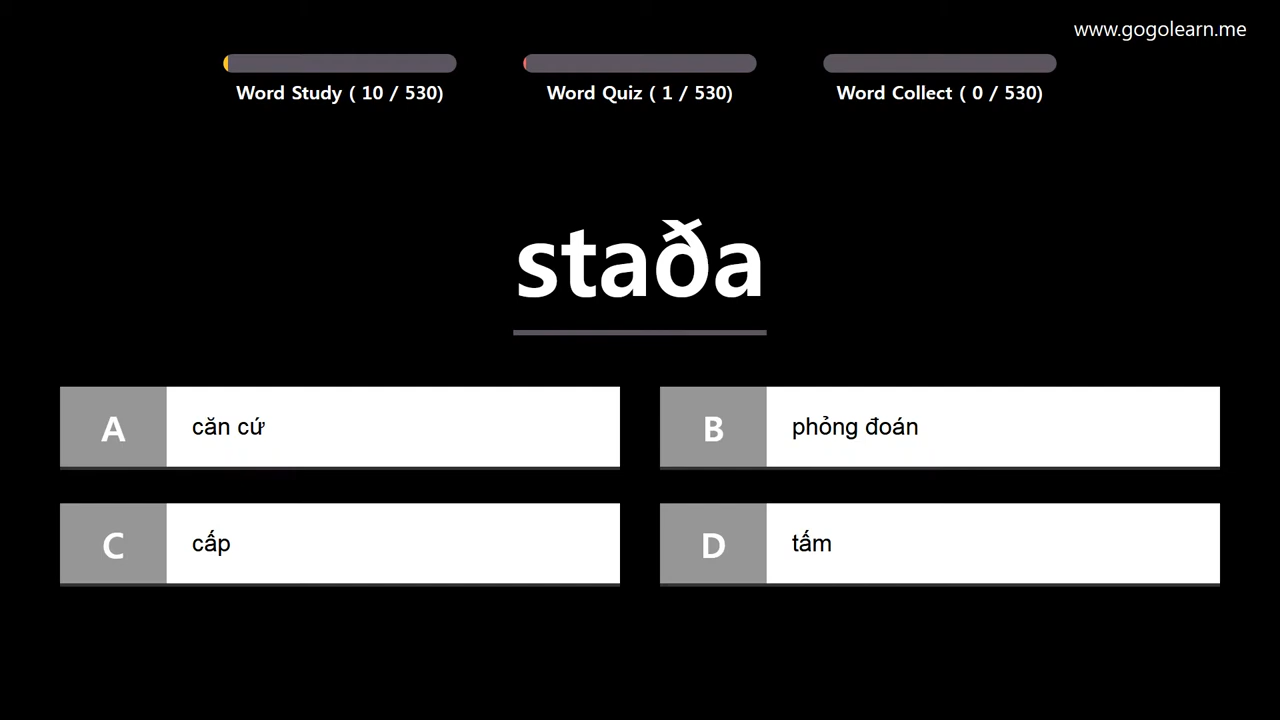 www.gogolearn.me
Word Study ( 10 / 530)
Word Quiz ( 1 / 530)
Word Collect ( 0 / 530)
staða
A căn cứ
B phỏng đoán
C cấp
D tấm